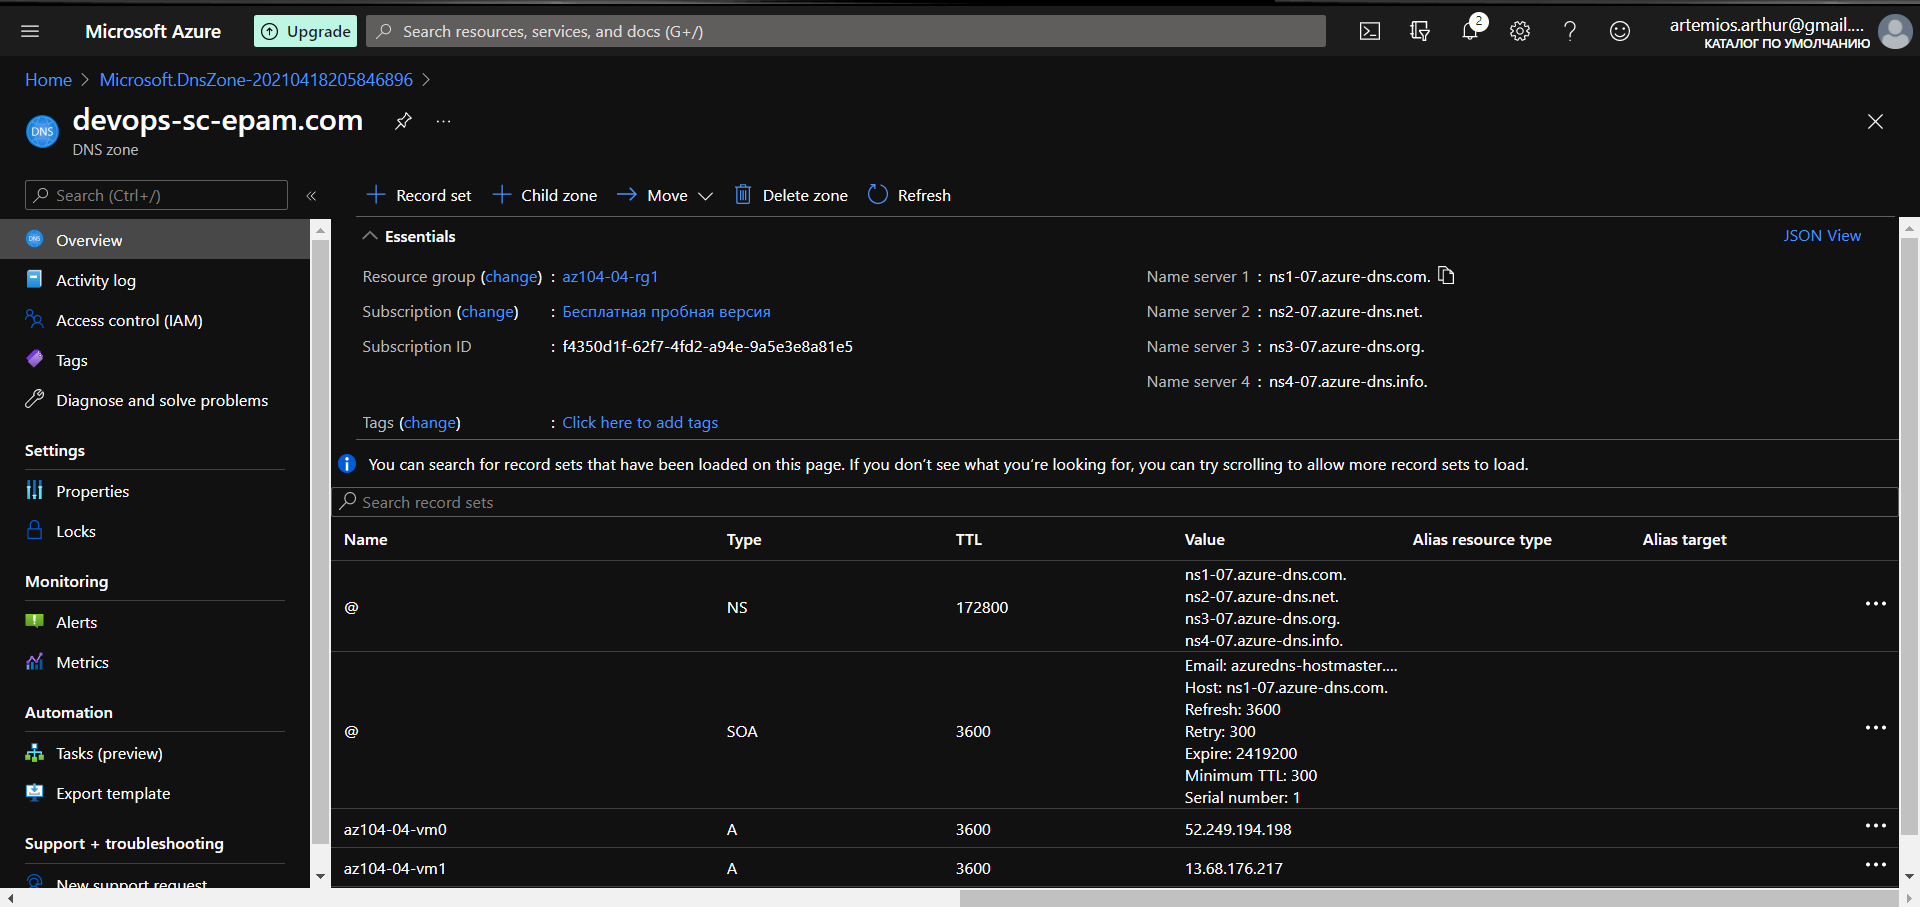 Microsoft Azure
Upgrade
Search resources, services, and docs (G+/)
2
artemios.arthur@gmail....
КАТАЛОГ ПО УМОЛЧАНИЮ
Home > Microsoft.DnsZone-20210418205846896 >
DNS
devops-sc-epam.com
...
DNS zone
Search (Ctrl+/)
«
+ Record set + Child zone → Move Delete zone Refresh
Overview
Activity log
Access control (IAM)
Tags
Diagnose and solve problems
Settings
Properties
Locks
Monitoring
Alerts
Metrics
Automation
Tasks (preview)
Export template
Support + troubleshooting
New support request
Essentials
JSON View
Resource group (change) : az104-04-rg1
Subscription (change) : Бесплатная пробная версия
Subscription ID : f4350d1f-62f7-4fd2-a94e-9a5e3e8a81e5
Tags (change) : Click here to add tags
Name server 1 : ns1-07.azure-dns.com.
Name server 2 : ns2-07.azure-dns.net.
Name server 3 : ns3-07.azure-dns.org.
Name server 4 : ns4-07.azure-dns.info.
You can search for record sets that have been loaded on this page. If you don't see what you're looking for, you can try scrolling to allow more record sets to load.
Search record sets
Name Type TTL Value Alias resource type Alias target
@ NS 172800
ns1-07.azure-dns.com.
ns2-07.azure-dns.net.
ns3-07.azure-dns.org.
ns4-07.azure-dns.info.
...
@ SOA 3600
Email: azuredns-hostmaster....
Host: ns1-07.azure-dns.com.
Refresh: 3600
Retry: 300
Expire: 2419200
Minimum TTL: 300
Serial number: 1
...
az104-04-vm0 A 3600 52.249.194.198 ...
az104-04-vm1 A 3600 13.68.176.217 ...